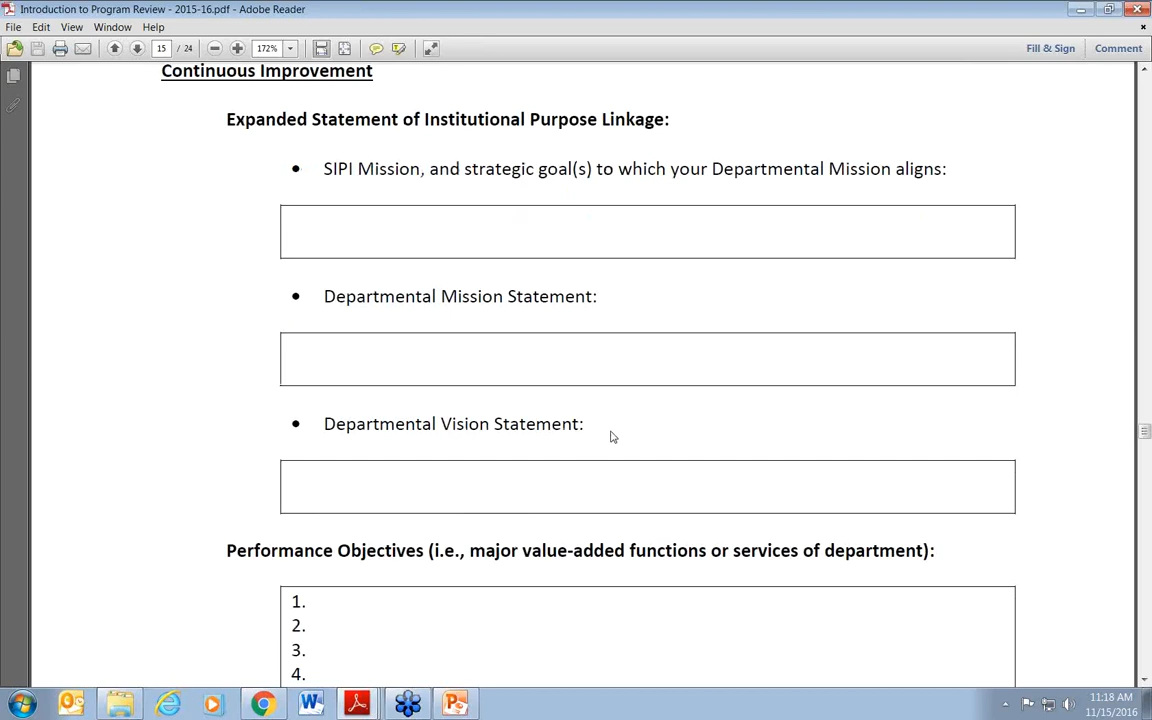 Introduction to Program Review - 2015-16.pdf - Adobe Reader
File Edit View Window Help
15 / 24 172% Fill & Sign Comment
Continuous Improvement
Expanded Statement of Institutional Purpose Linkage:
• SIPI Mission, and strategic goal(s) to which your Departmental Mission aligns:
• Departmental Mission Statement:
• Departmental Vision Statement:
Performance Objectives (i.e., major value-added functions or services of department):
1.
2.
3.
4.
11:18 AM
11/15/2016